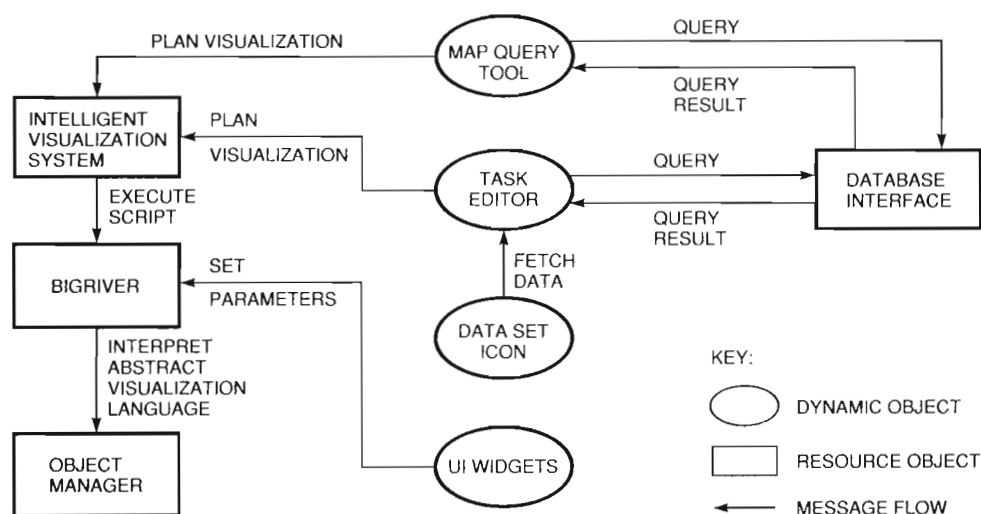 PLAN VISUALIZATION
MAP QUERY
TOOL
QUERY
QUERY
RESULT
INTELLIGENT
VISUALIZATION
SYSTEM
PLAN
VISUALIZATION
TASK
EDITOR
QUERY
QUERY
RESULT
DATABASE
INTERFACE
EXECUTE
SCRIPT
BIGRIVER
SET
PARAMETERS
FETCH
DATA
DATA SET
ICON
INTERPRET
ABSTRACT
VISUALIZATION
LANGUAGE
OBJECT
MANAGER
UI WIDGETS
KEY:
DYNAMIC OBJECT
RESOURCE OBJECT
MESSAGE FLOW